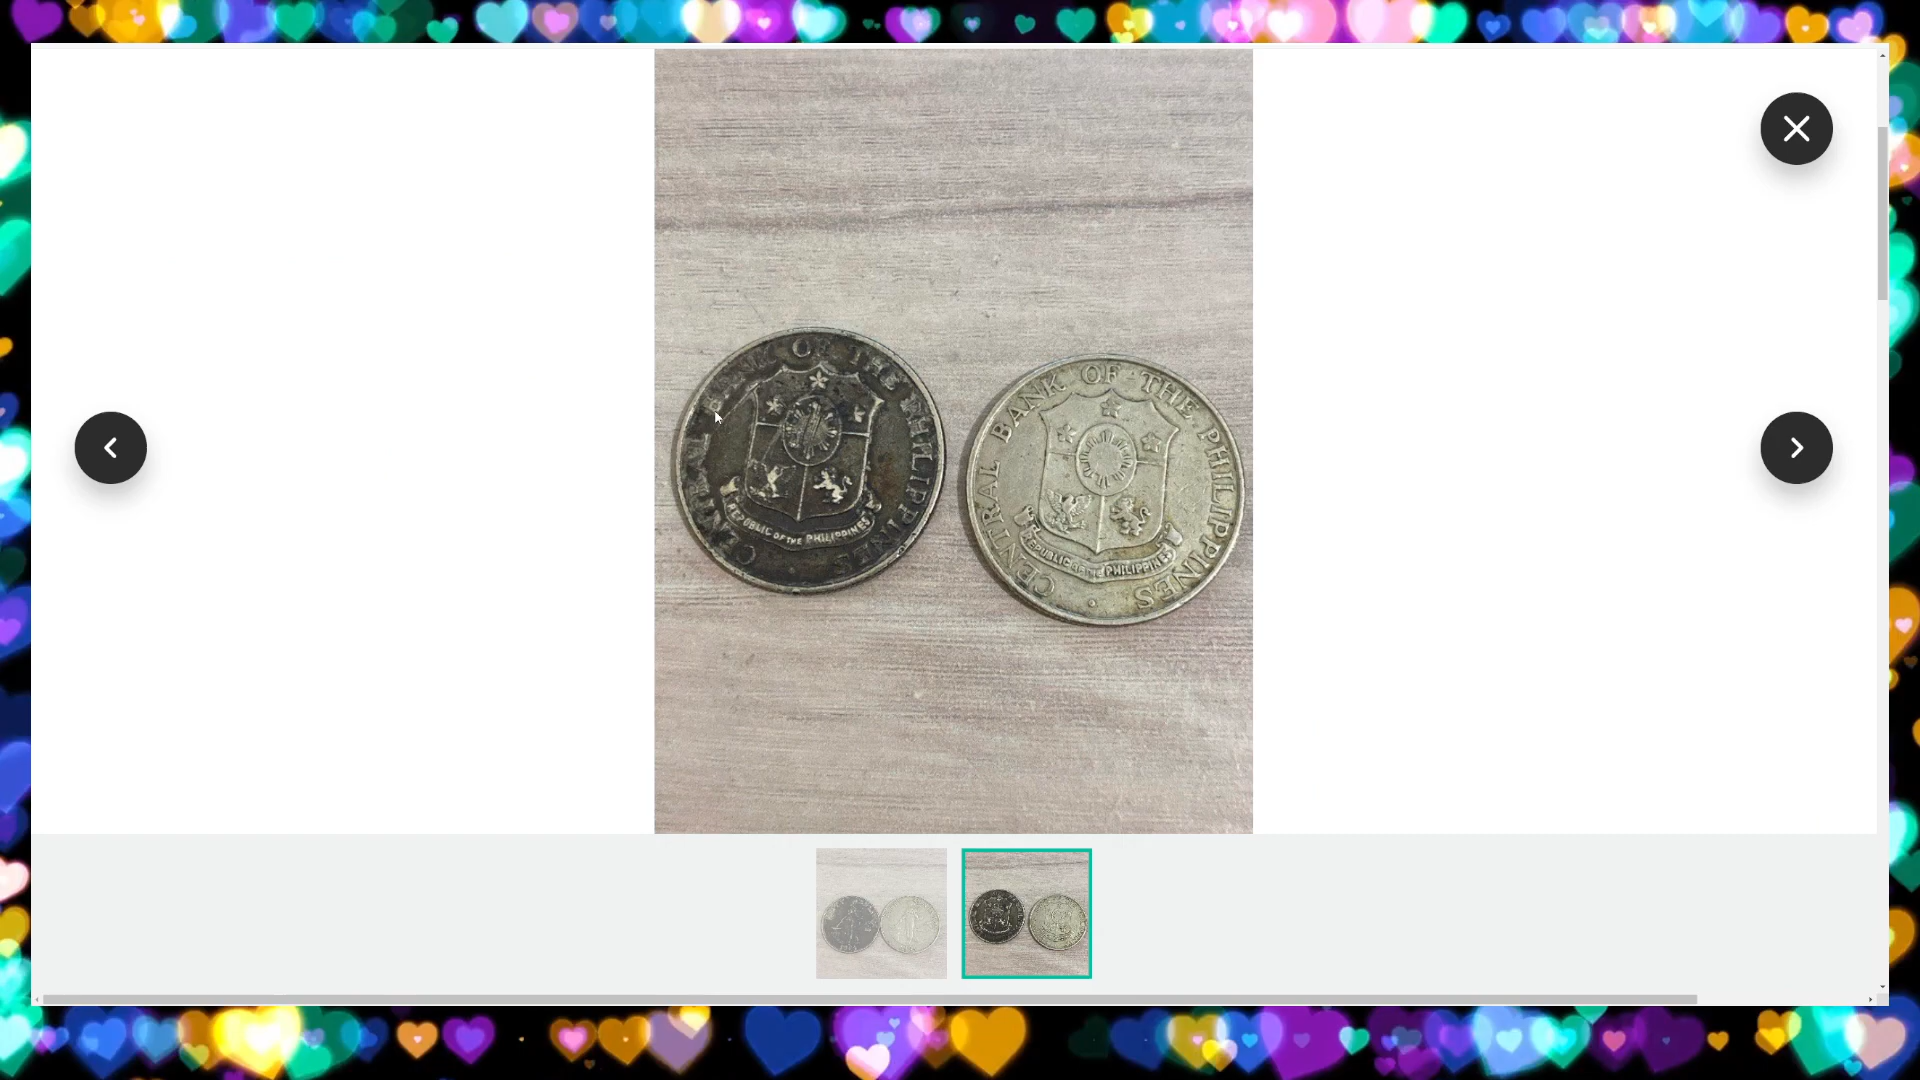 CENTRAL BANK OF THE PHILIPPINES
REPUBLIC OF THE PHILIPPINES
CENTRAL BANK OF THE PHILIPPINES
REPUBLIC OF THE PHILIPPINES